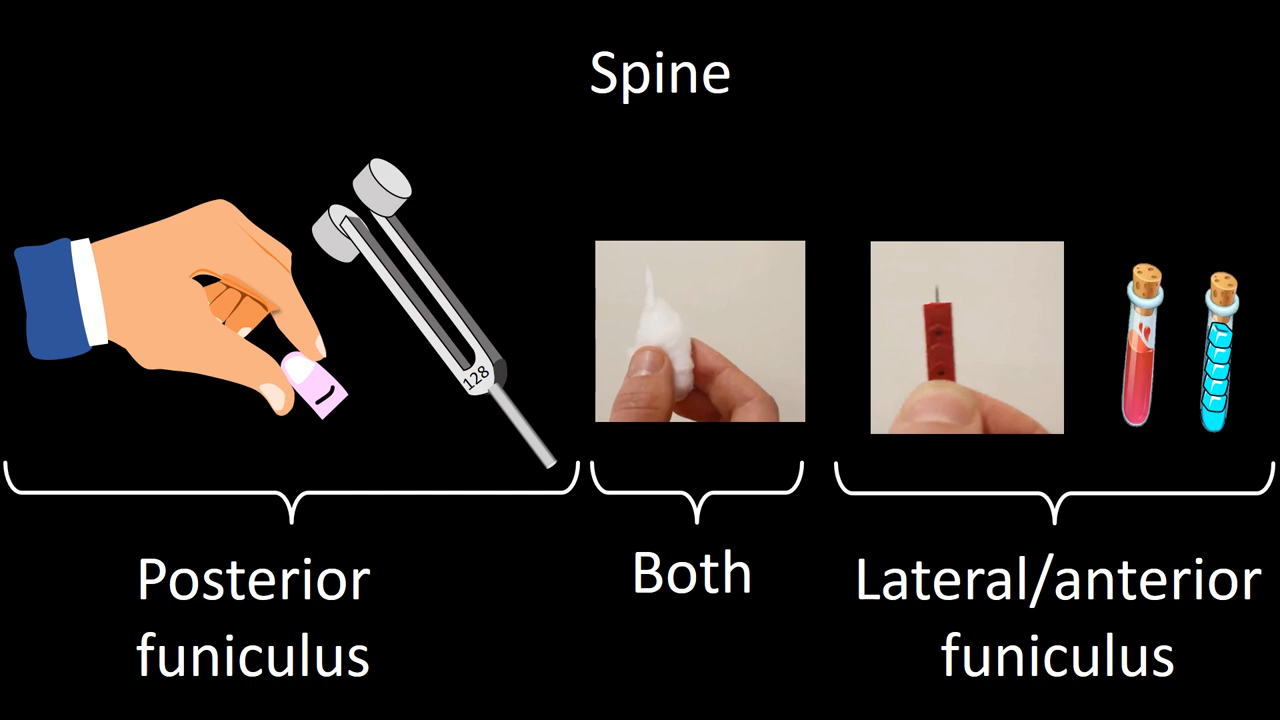 Spine
128
Posterior
funiculus
Both
Lateral/anterior
funiculus